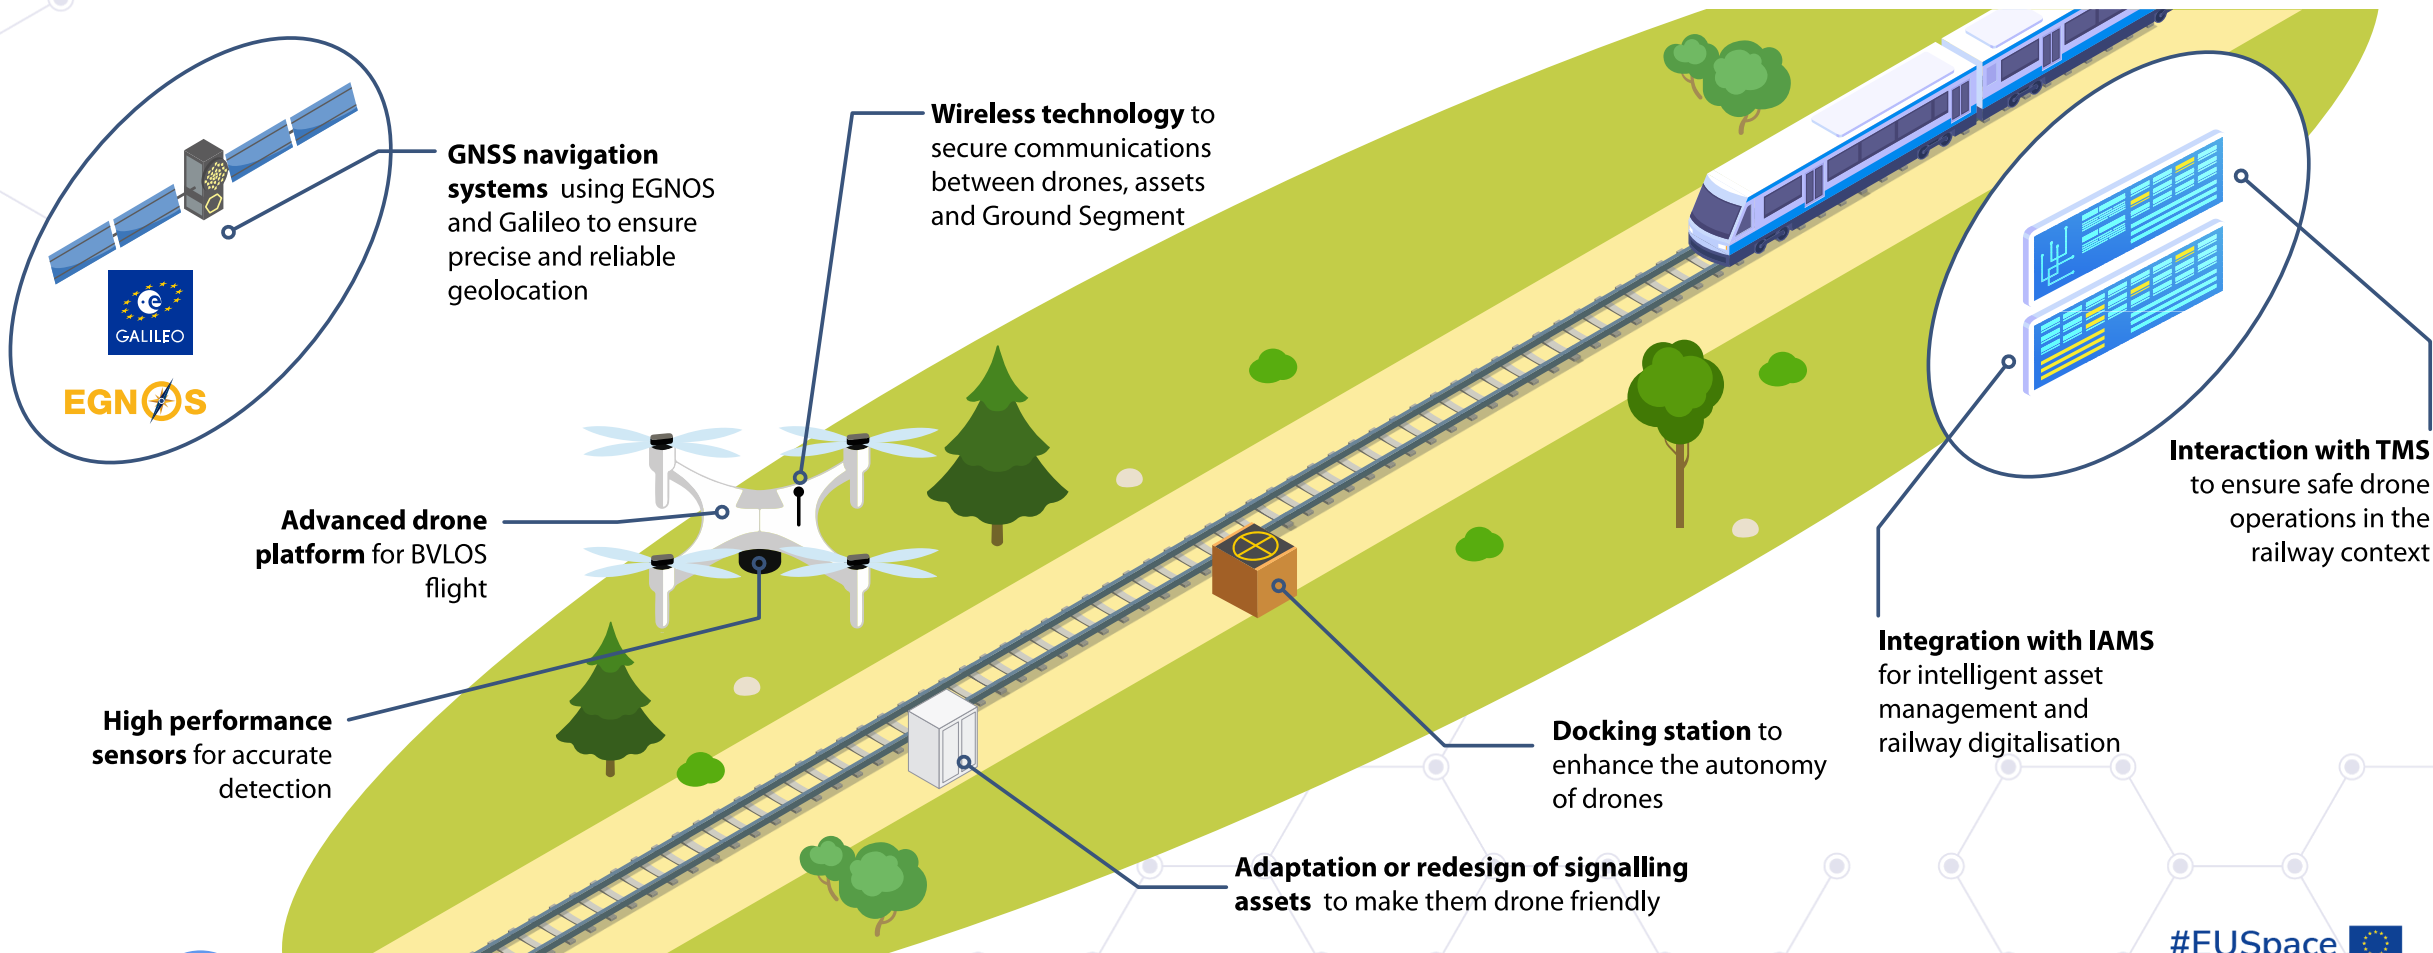 GNSS navigation
systems using EGNOS
and Galileo to ensure
precise and reliable
geolocation
GALILEO
EGNOS
Wireless technology to
secure communications
between drones, assets
and Ground Segment
Advanced drone
platform for BVLOS
flight
High performance
sensors for accurate
detection
Interaction with TMS
to ensure safe drone
operations in the
railway context
Integration with IAMS
for intelligent asset
management and
railway digitalisation
Docking station to
enhance the autonomy
of drones
Adaptation or redesign of signalling
assets to make them drone friendly
#EUSpace